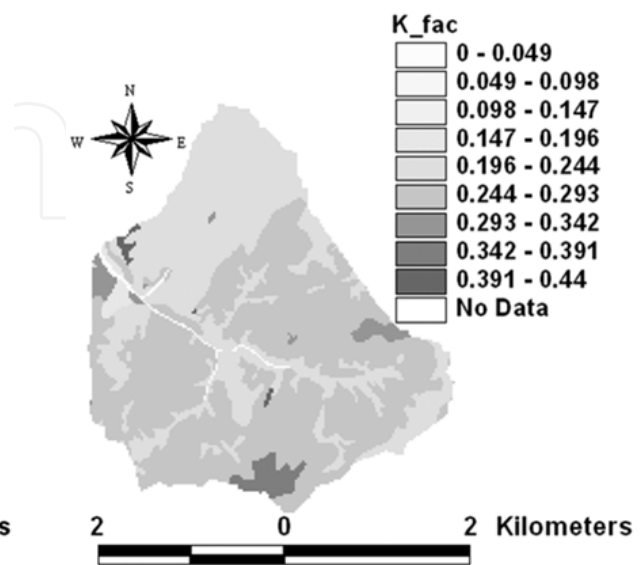 K_fac
0 - 0.049
0.049 - 0.098
0.098 - 0.147
0.147 - 0.196
0.196 - 0.244
0.244 - 0.293
0.293 - 0.342
0.342 - 0.391
0.391 - 0.44
No Data
N
W E
S
s 2 0 2 Kilometers